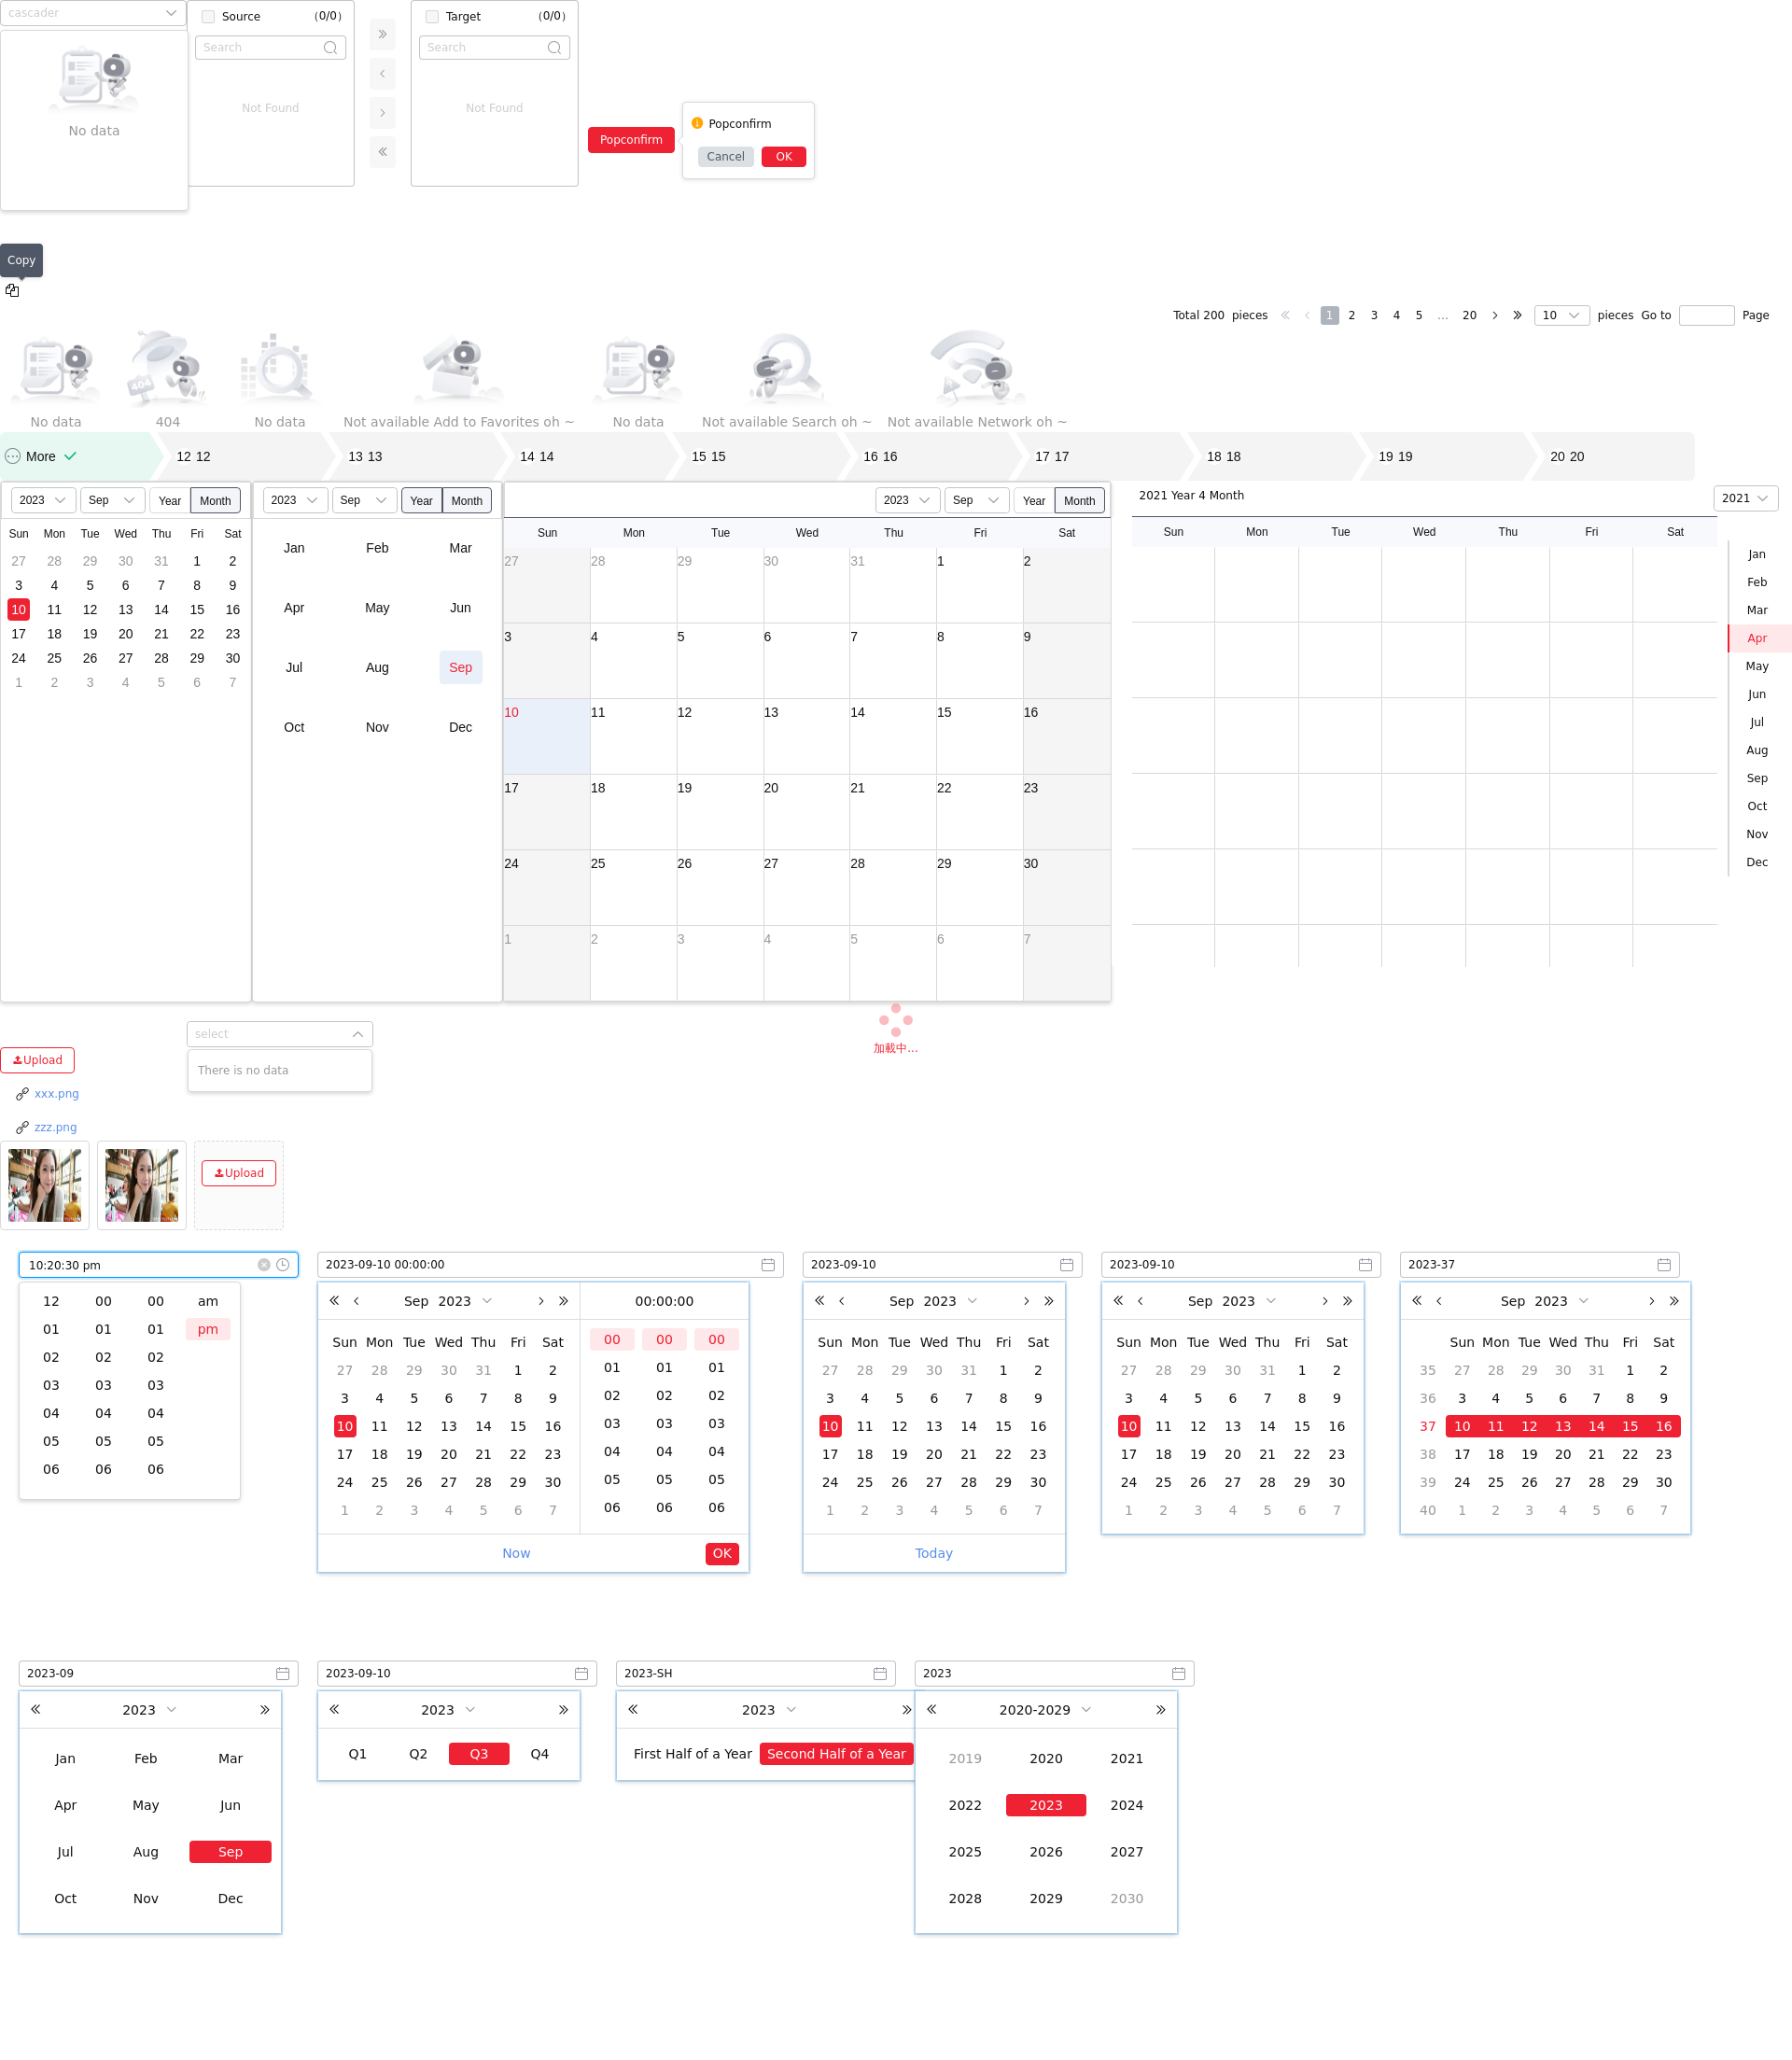 cascader
No data
Source (0/0)
Search
Not Found
Target (0/0)
Search
Not Found
Popconfirm
Popconfirm
Cancel OK
Copy
Total 200 pieces 1 2 3 4 5 ... 20 10 pieces Go to Page
404
No data 404 No data Not available Add to Favorites oh ~ No data Not available Search oh ~ Not available Network oh ~
More 12 12 13 13 14 14 15 15 16 16 17 17 18 18 19 19 20 20
2023 Sep Year Month
Sun Mon Tue Wed Thu Fri Sat
27 28 29 30 31 1 2
3 4 5 6 7 8 9
10 11 12 13 14 15 16
17 18 19 20 21 22 23
24 25 26 27 28 29 30
1 2 3 4 5 6 7
2023 Sep Year Month
Jan Feb Mar
Apr May Jun
Jul Aug Sep
Oct Nov Dec
2023 Sep Year Month
Sun Mon Tue Wed Thu Fri Sat
27 28 29 30 31 1 2
3 4 5 6 7 8 9
10 11 12 13 14 15 16
17 18 19 20 21 22 23
24 25 26 27 28 29 30
1 2 3 4 5 6 7
2021 Year 4 Month 2021
Sun Mon Tue Wed Thu Fri Sat
Jan
Feb
Mar
Apr
May
Jun
Jul
Aug
Sep
Oct
Nov
Dec
加載中...
select
There is no data
Upload
xxx.png
zzz.png
Upload
10:20:30 pm
12 00 00 am
01 01 01 pm
02 02 02
03 03 03
04 04 04
05 05 05
06 06 06
2023-09-10 00:00:00
Sep 2023 00:00:00
Sun Mon Tue Wed Thu Fri Sat
27 28 29 30 31 1 2
3 4 5 6 7 8 9
10 11 12 13 14 15 16
17 18 19 20 21 22 23
24 25 26 27 28 29 30
1 2 3 4 5 6 7
00 00 00
01 01 01
02 02 02
03 03 03
04 04 04
05 05 05
06 06 06
Now OK
2023-09-10
Sep 2023
Sun Mon Tue Wed Thu Fri Sat
27 28 29 30 31 1 2
3 4 5 6 7 8 9
10 11 12 13 14 15 16
17 18 19 20 21 22 23
24 25 26 27 28 29 30
1 2 3 4 5 6 7
Today
2023-09-10
Sep 2023
Sun Mon Tue Wed Thu Fri Sat
27 28 29 30 31 1 2
3 4 5 6 7 8 9
10 11 12 13 14 15 16
17 18 19 20 21 22 23
24 25 26 27 28 29 30
1 2 3 4 5 6 7
2023-37
Sep 2023
Sun Mon Tue Wed Thu Fri Sat
35 27 28 29 30 31 1 2
36 3 4 5 6 7 8 9
37 10 11 12 13 14 15 16
38 17 18 19 20 21 22 23
39 24 25 26 27 28 29 30
40 1 2 3 4 5 6 7
2023-09
2023
Jan Feb Mar
Apr May Jun
Jul Aug Sep
Oct Nov Dec
2023-09-10
2023
Q1 Q2 Q3 Q4
2023-SH
2023
First Half of a Year Second Half of a Year
2023
2020-2029
2019 2020 2021
2022 2023 2024
2025 2026 2027
2028 2029 2030